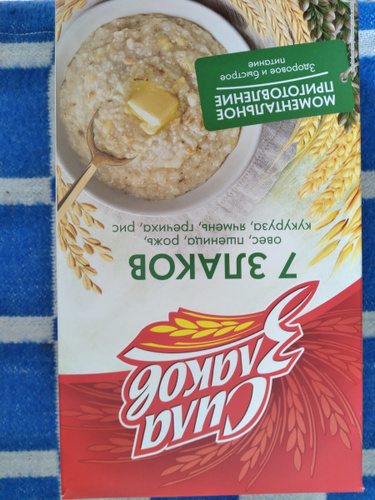 Сила
Злаков
7 ЗЛАКОВ
овес, пшеница, рожь,
кукуруза, ячмень, гречиха, рис
МОМЕНТАЛЬНОЕ
ПРИГОТОВЛЕНИЕ
Здоровое и быстрое
питание